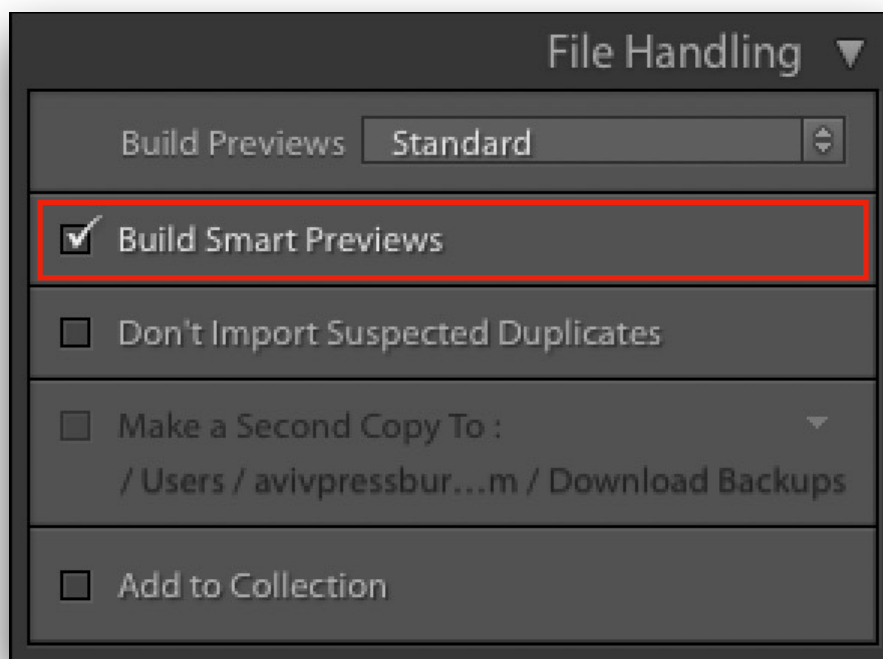 File Handling
Build Previews Standard
Build Smart Previews
Don't Import Suspected Duplicates
Make a Second Copy To :
/ Users / avivpressbur...m / Download Backups
Add to Collection